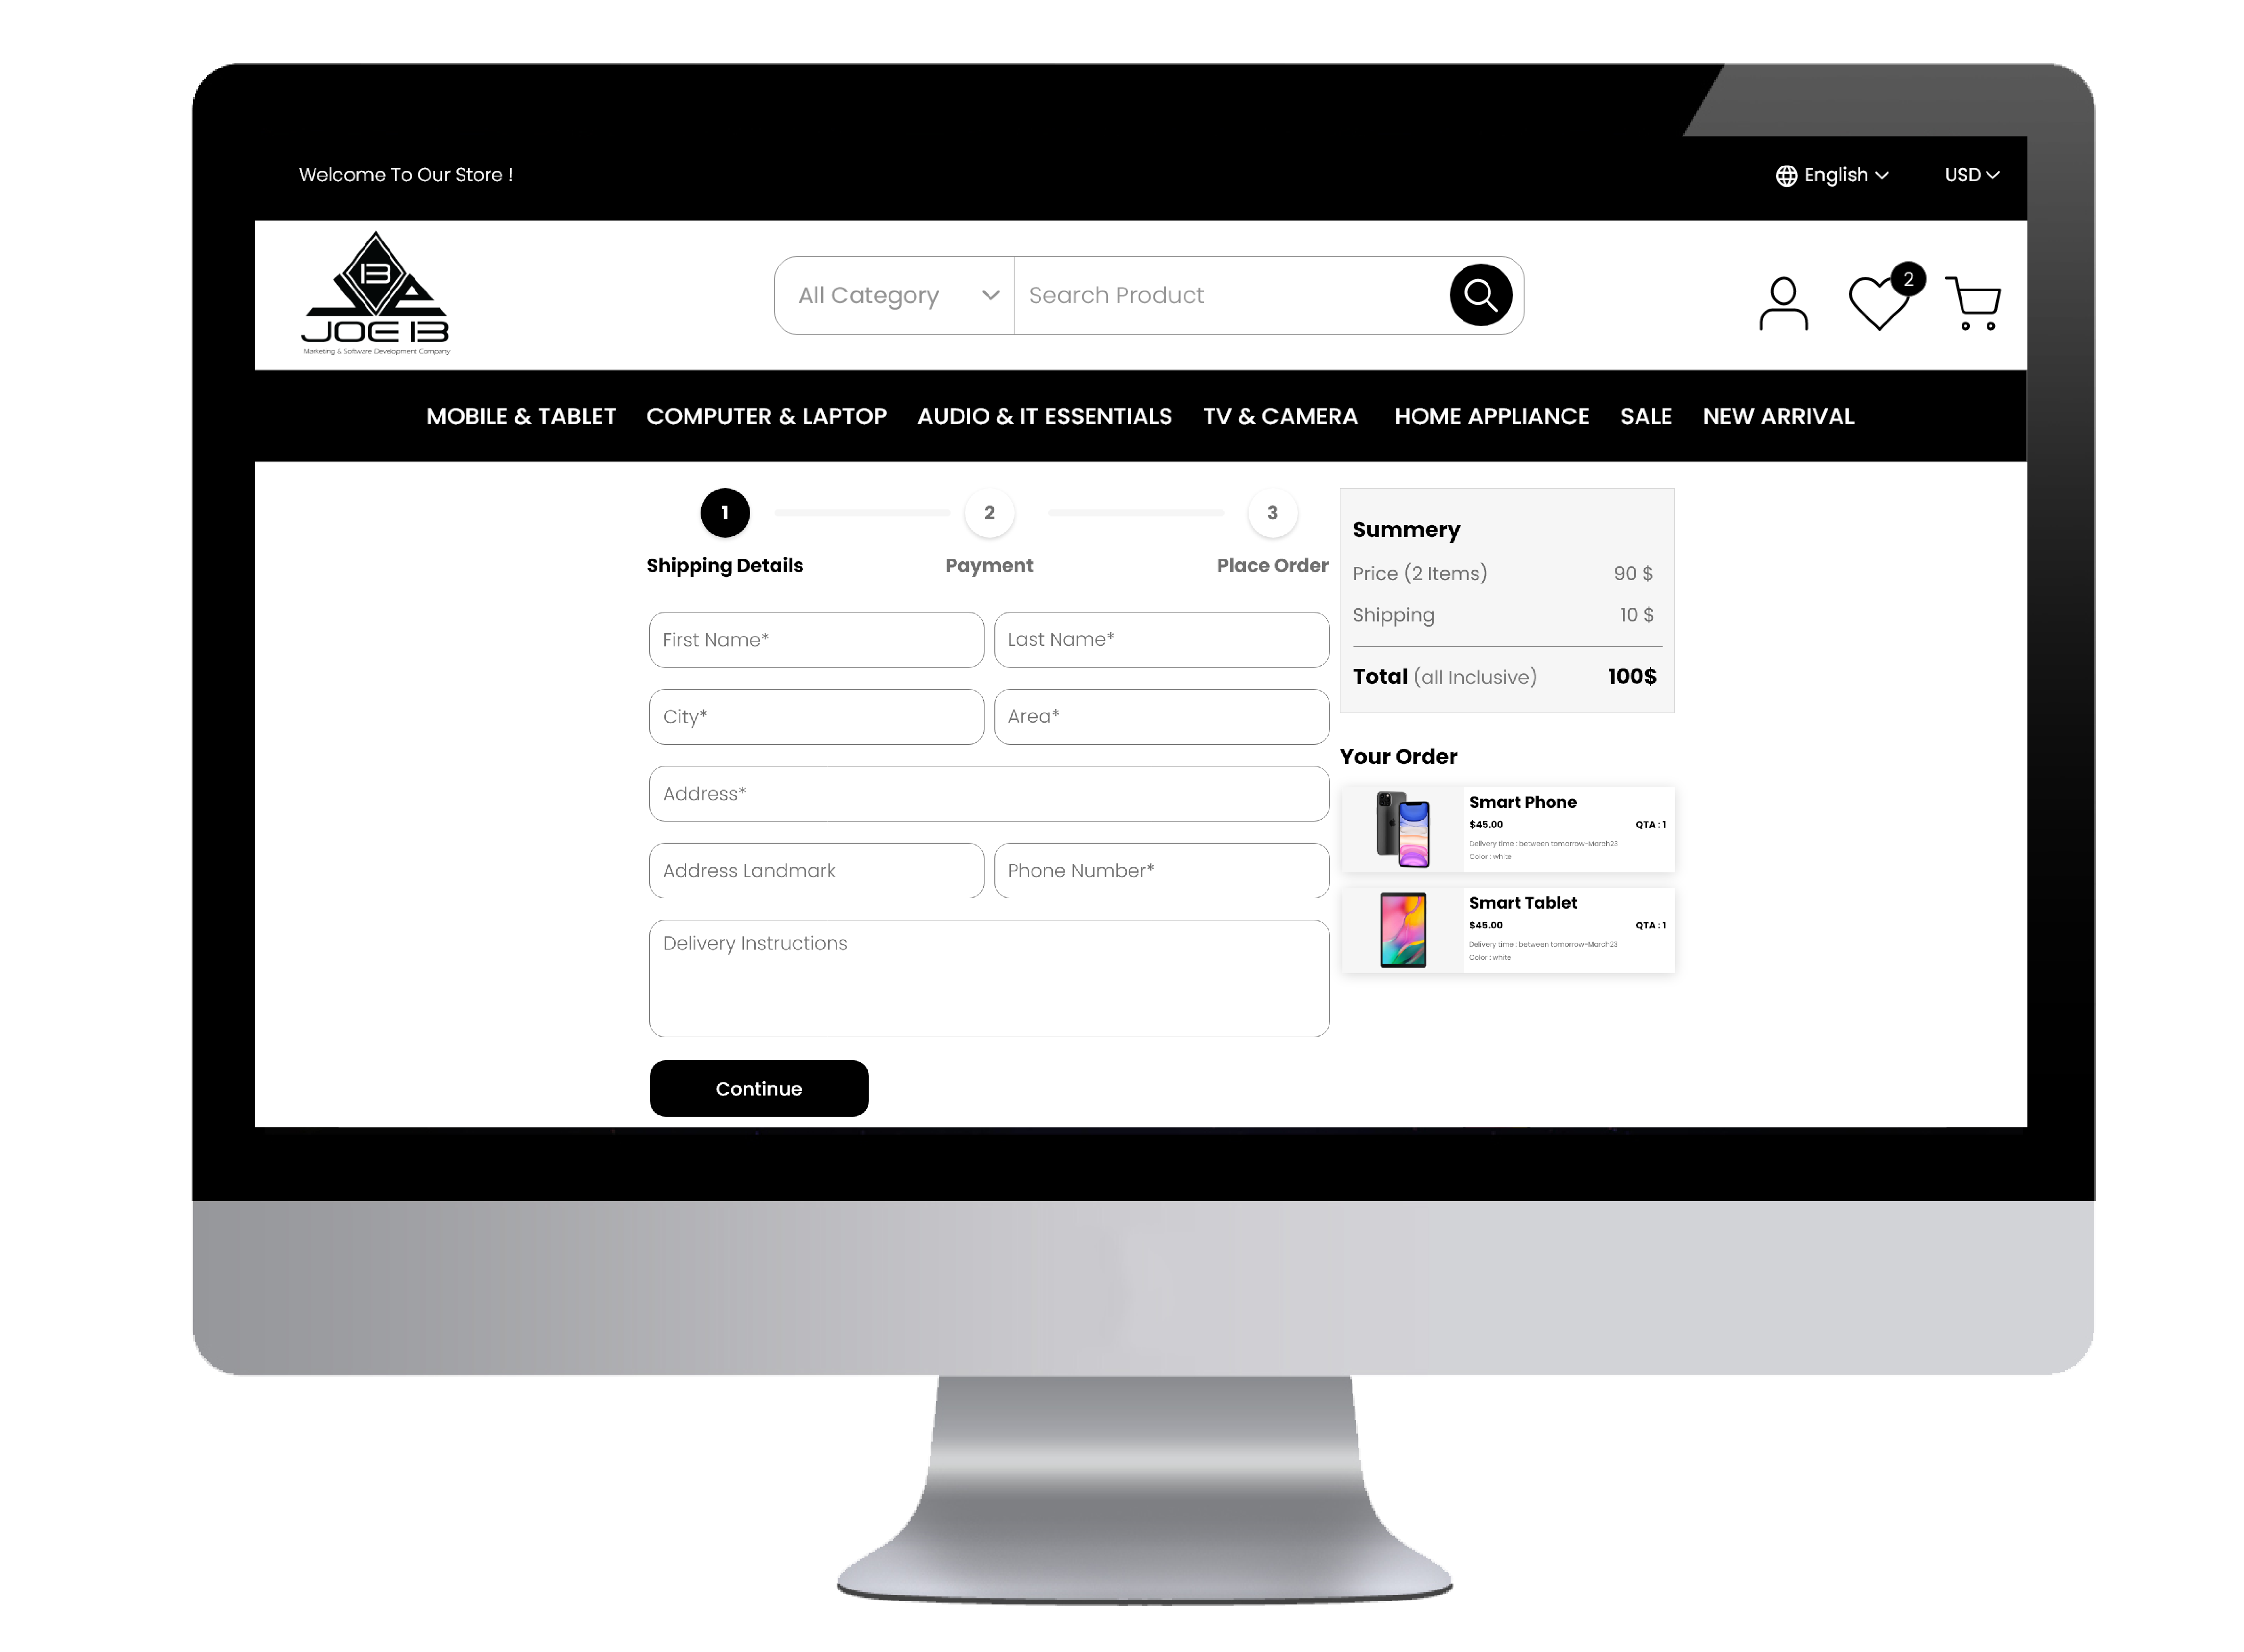 Welcome To Our Store !
English
USD
13
JOE 13
Marketing & Software Development Company
All Category
Search Product
2
MOBILE & TABLET COMPUTER & LAPTOP AUDIO & IT ESSENTIALS TV & CAMERA HOME APPLIANCE SALE NEW ARRIVAL
1
2
3
Shipping Details
Payment
Place Order
First Name*
Last Name*
City*
Area*
Address*
Address Landmark
Phone Number*
Delivery Instructions
Continue
Summery
Price (2 Items) 90 $
Shipping 10 $
Total (all Inclusive) 100$
Your Order
Smart Phone
$45.00 QTA : 1
Delivery time : between tomorrow-March23
Color : white
Smart Tablet
$45.00 QTA : 1
Delivery time : between tomorrow-March23
Color : white